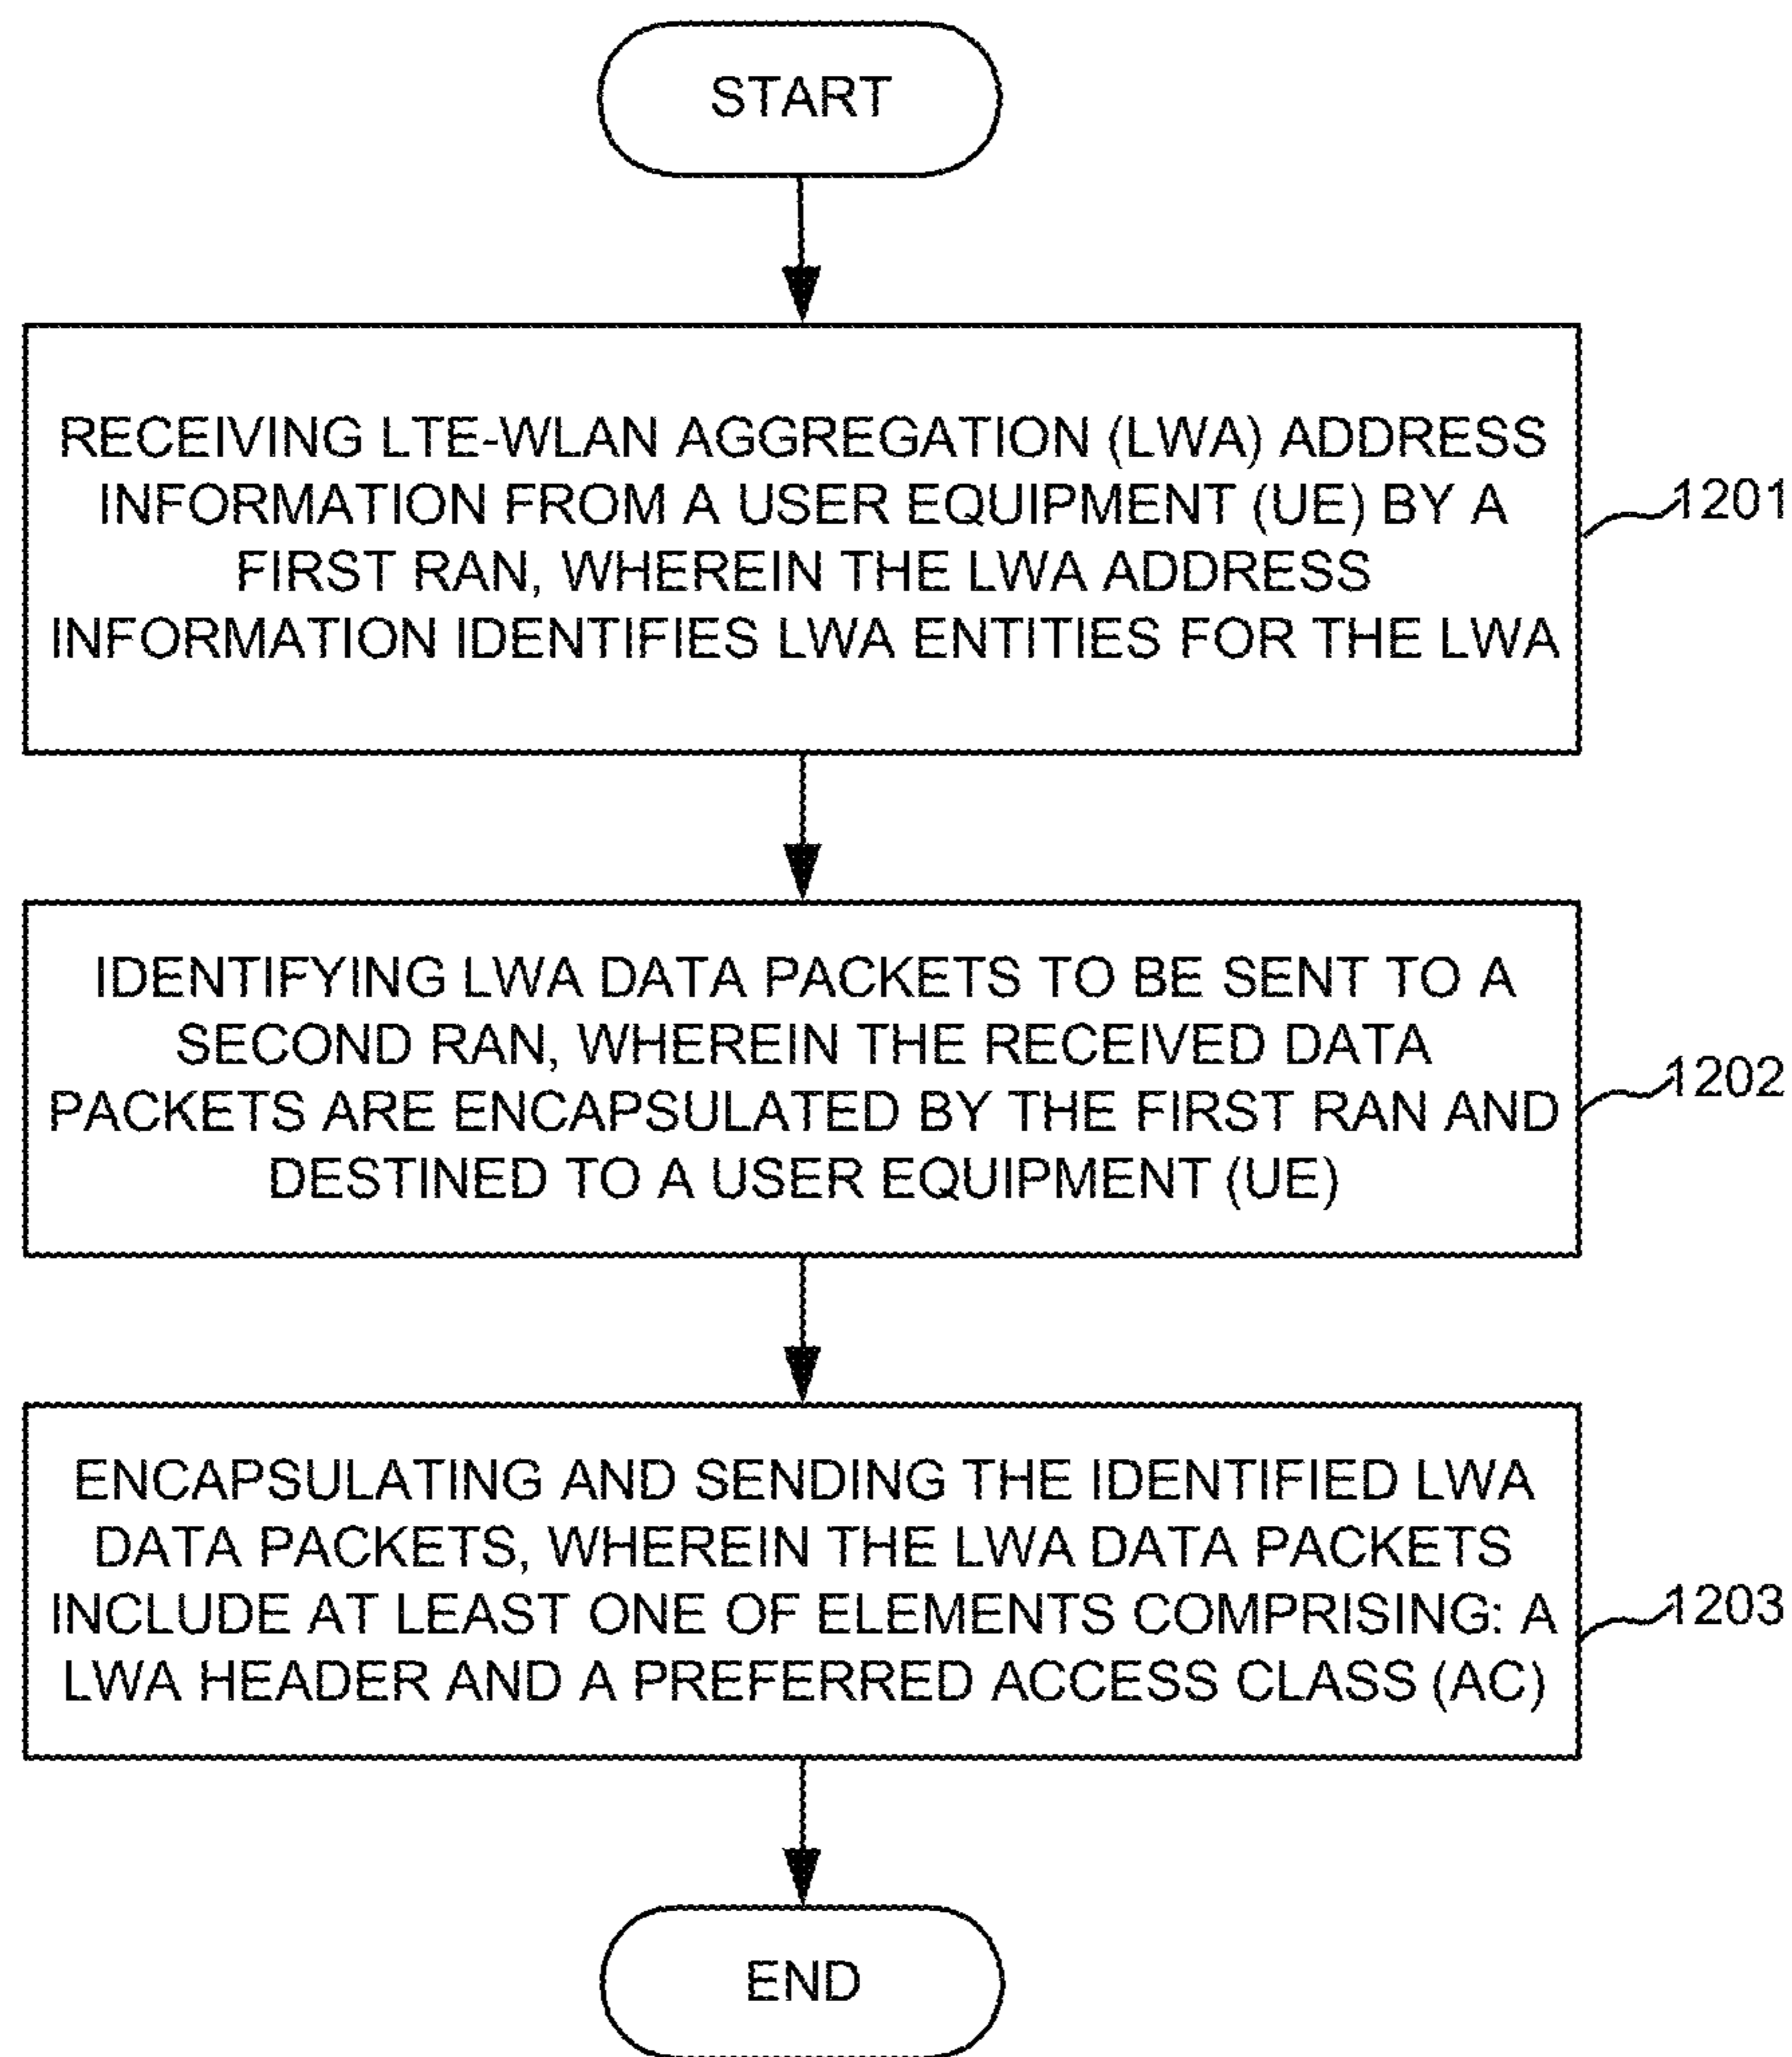 START
RECEIVING LTE-WLAN AGGREGATION (LWA) ADDRESS
INFORMATION FROM A USER EQUIPMENT (UE) BY A
FIRST RAN, WHEREIN THE LWA ADDRESS
INFORMATION IDENTIFIES LWA ENTITIES FOR THE LWA
1201
IDENTIFYING LWA DATA PACKETS TO BE SENT TO A
SECOND RAN, WHEREIN THE RECEIVED DATA
PACKETS ARE ENCAPSULATED BY THE FIRST RAN AND
DESTINED TO A USER EQUIPMENT (UE)
1202
ENCAPSULATING AND SENDING THE IDENTIFIED LWA
DATA PACKETS, WHEREIN THE LWA DATA PACKETS
INCLUDE AT LEAST ONE OF ELEMENTS COMPRISING: A
LWA HEADER AND A PREFERRED ACCESS CLASS (AC)
1203
END